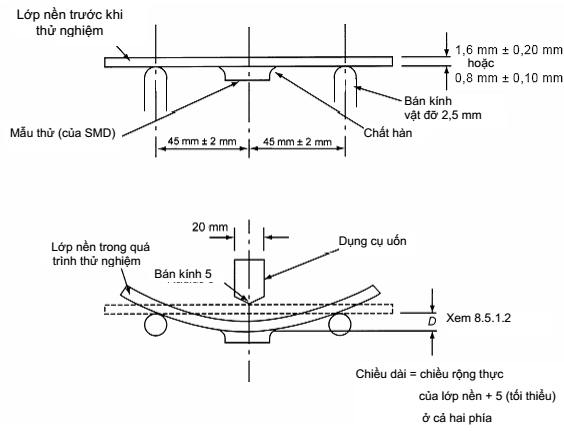 Lớp nền trước khi
thử nghiệm
1,6 mm ± 0,20 mm
hoặc
0,8 mm ± 0,10 mm
Bán kính
vật đỡ 2,5 mm
Mẫu thử (của SMD)
Chất hàn
45 mm ± 2 mm
45 mm ± 2 mm
20 mm
Dụng cụ uốn
Lớp nền trong quá
trình thử nghiệm
Bán kính 5
D
Xem 8.5.1.2
Chiều dài = chiều rộng thực
của lớp nền + 5 (tối thiểu)
ở cả hai phía